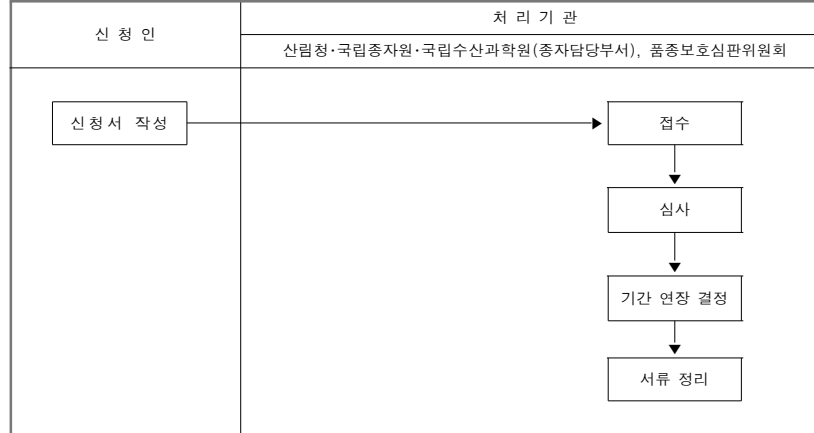 신 청 인
처 리 기 관
산림청·국립종자원·국립수산과학원(종자담당부서), 품종보호심판위원회
신청서 작성
접수
심사
기간 연장 결정
서류 정리